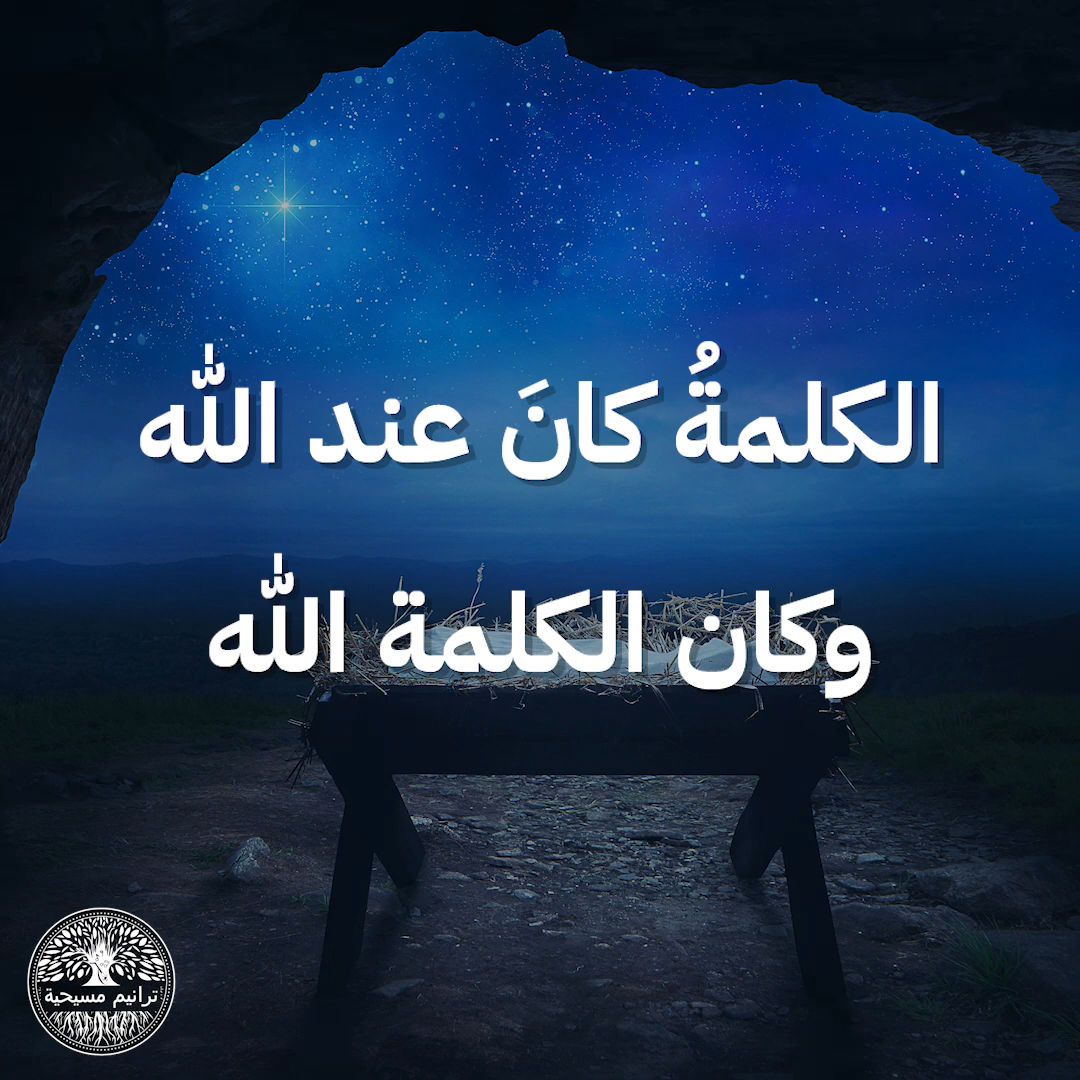 الكلمةُ كانَ عند الله
وكان الكلمة الله
ترانيم مسيحية